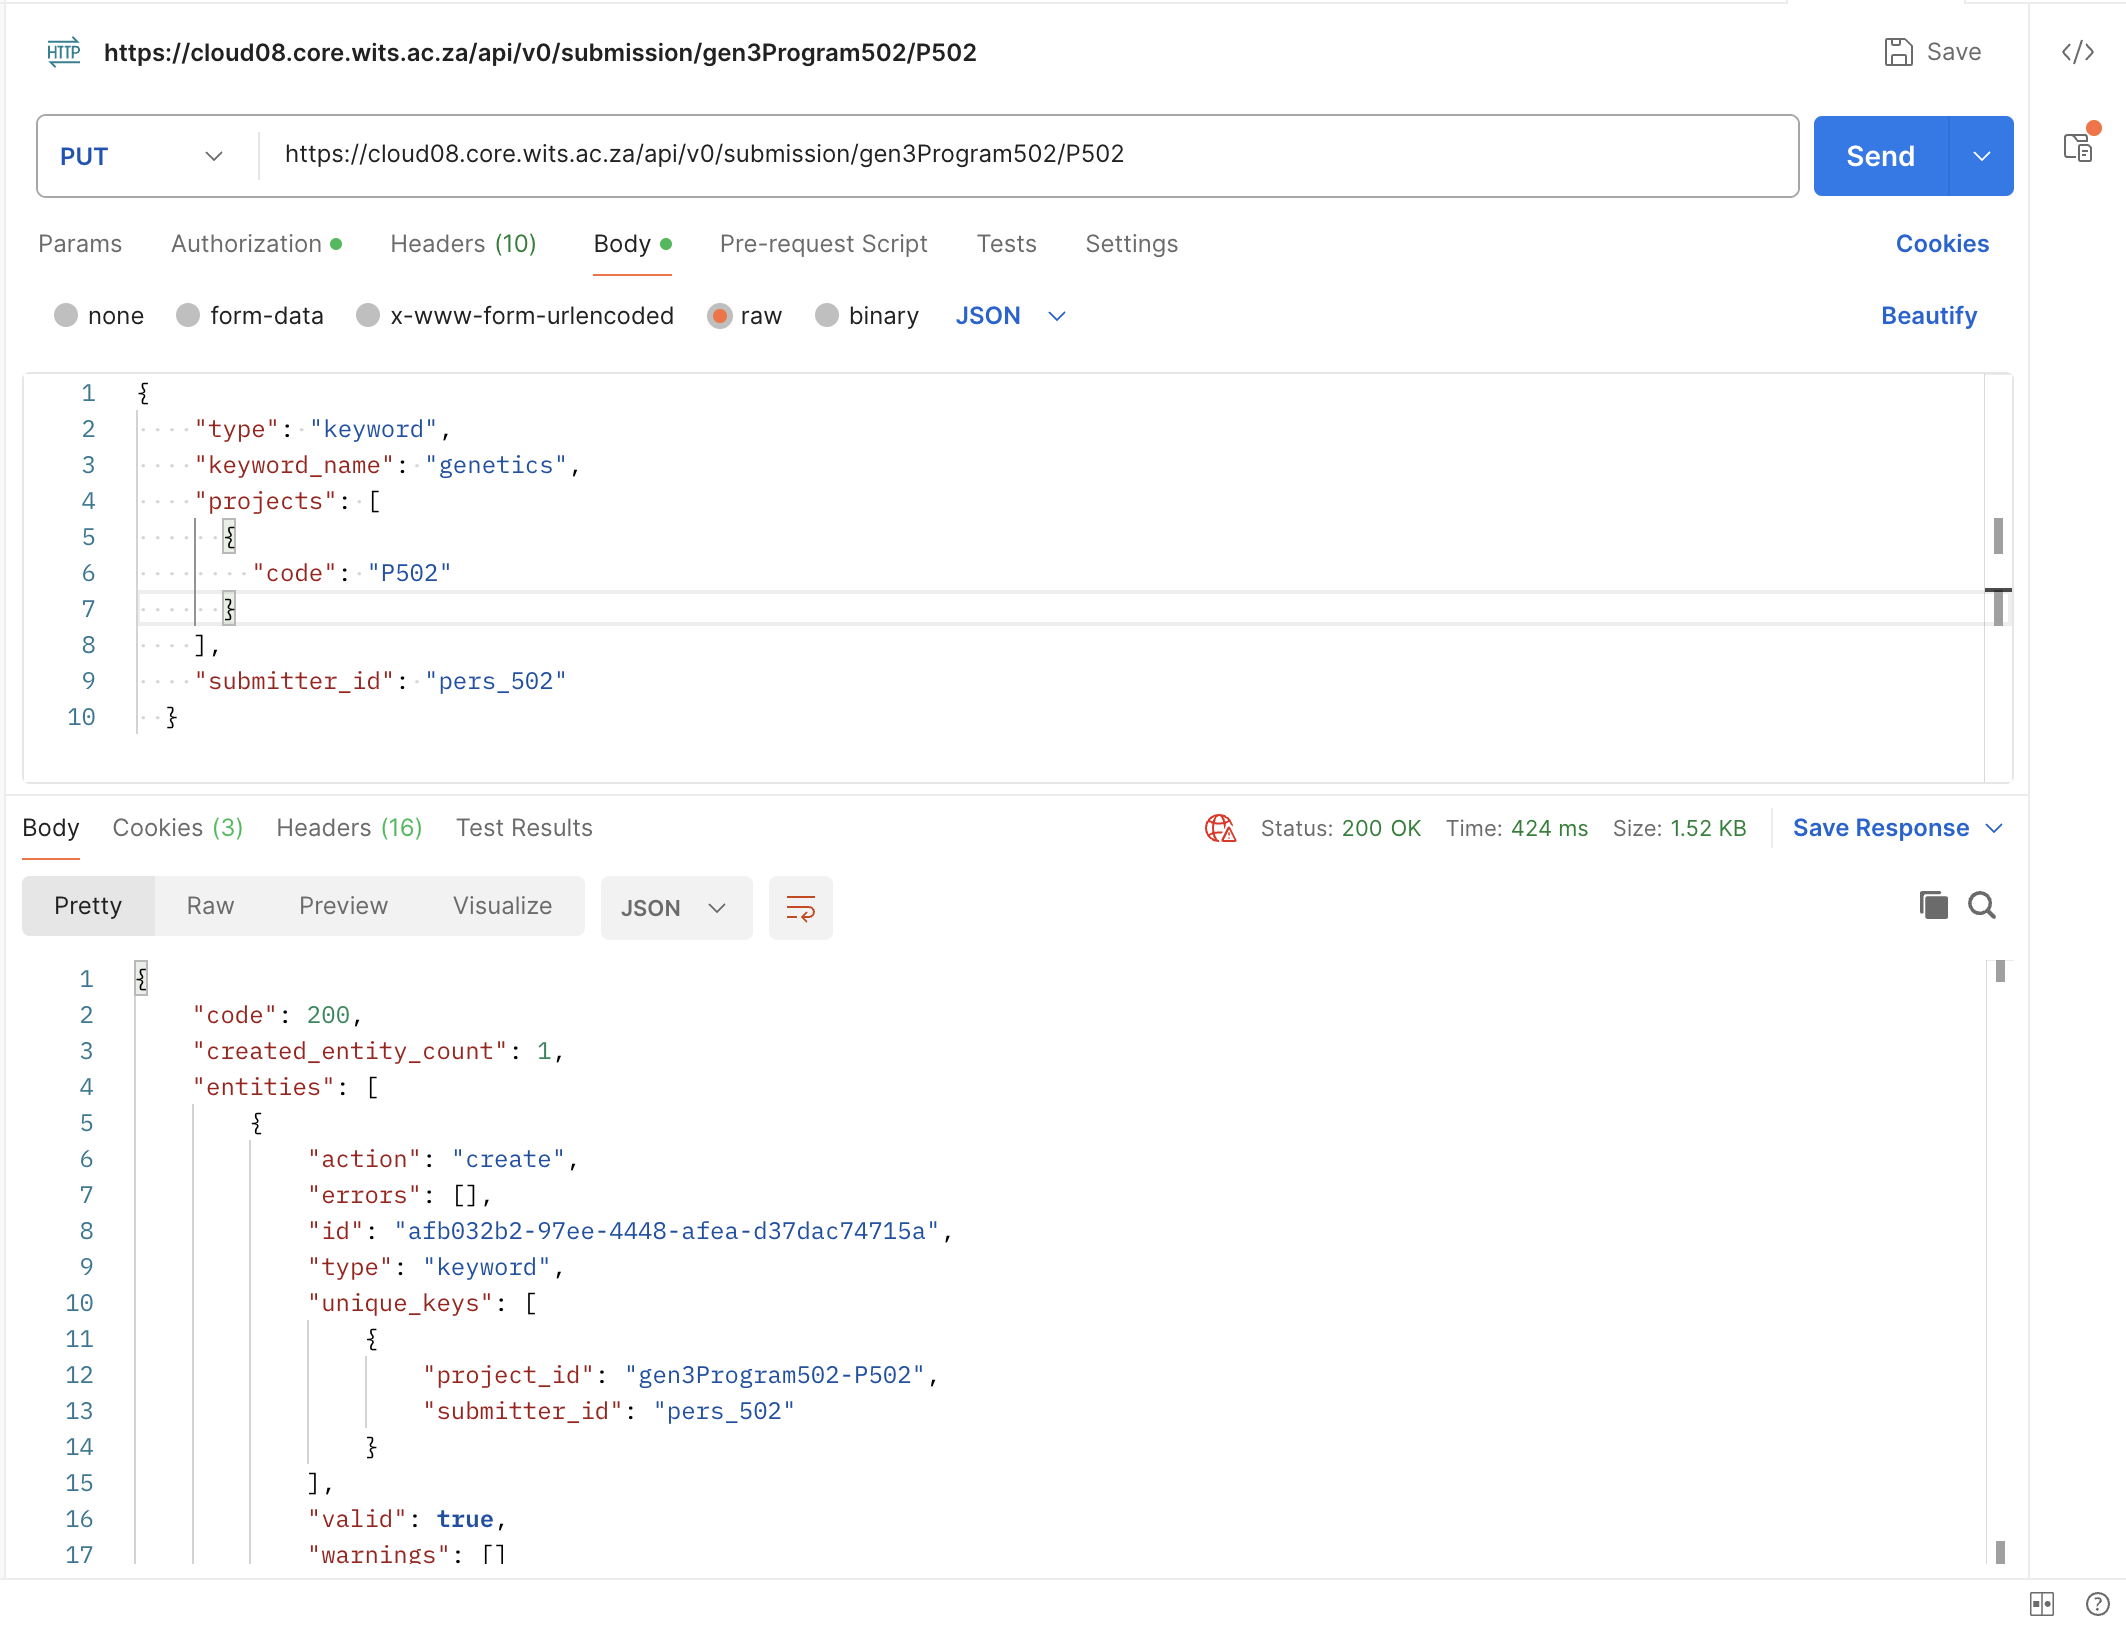 HTTP https://cloud08.core.wits.ac.za/api/v0/submission/gen3Program502/P502 Save </>
PUT https://cloud08.core.wits.ac.za/api/v0/submission/gen3Program502/P502 Send
Params Authorization Headers (10) Body Pre-request Script Tests Settings Cookies
none form-data x-www-form-urlencoded raw binary JSON Beautify
1 {
2 "type": "keyword",
3 "keyword_name": "genetics",
4 "projects": [
5 {
6 "code": "P502"
7 }
8 ],
9 "submitter_id": "pers_502"
10 }
Body Cookies (3) Headers (16) Test Results Status: 200 OK Time: 424 ms Size: 1.52 KB Save Response
Pretty Raw Preview Visualize JSON
1 {
2 "code": 200,
3 "created_entity_count": 1,
4 "entities": [
5 {
6 "action": "create",
7 "errors": [],
8 "id": "afb032b2-97ee-4448-afea-d37dac74715a",
9 "type": "keyword",
10 "unique_keys": [
11 {
12 "project_id": "gen3Program502-P502",
13 "submitter_id": "pers_502"
14 }
15 ],
16 "valid": true,
17 "warnings": []